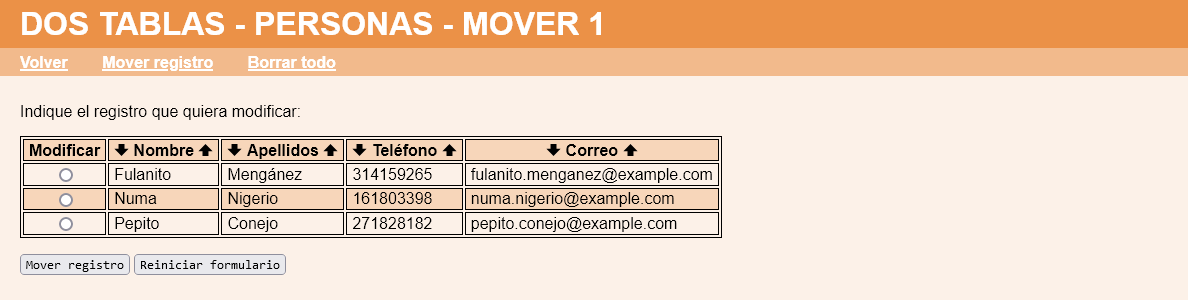 DOS TABLAS - PERSONAS - MOVER 1
Volver Mover registro Borrar todo
Indique el registro que quiera modificar:
Modificar 🡇 Nombre 🡅 🡇 Apellidos 🡅 🡇 Teléfono 🡅 🡇 Correo 🡅
Fulanito Mengánez 314159265 fulanito.menganez@example.com
Numa Nigerio 161803398 numa.nigerio@example.com
Pepito Conejo 271828182 pepito.conejo@example.com
Mover registro Reiniciar formulario